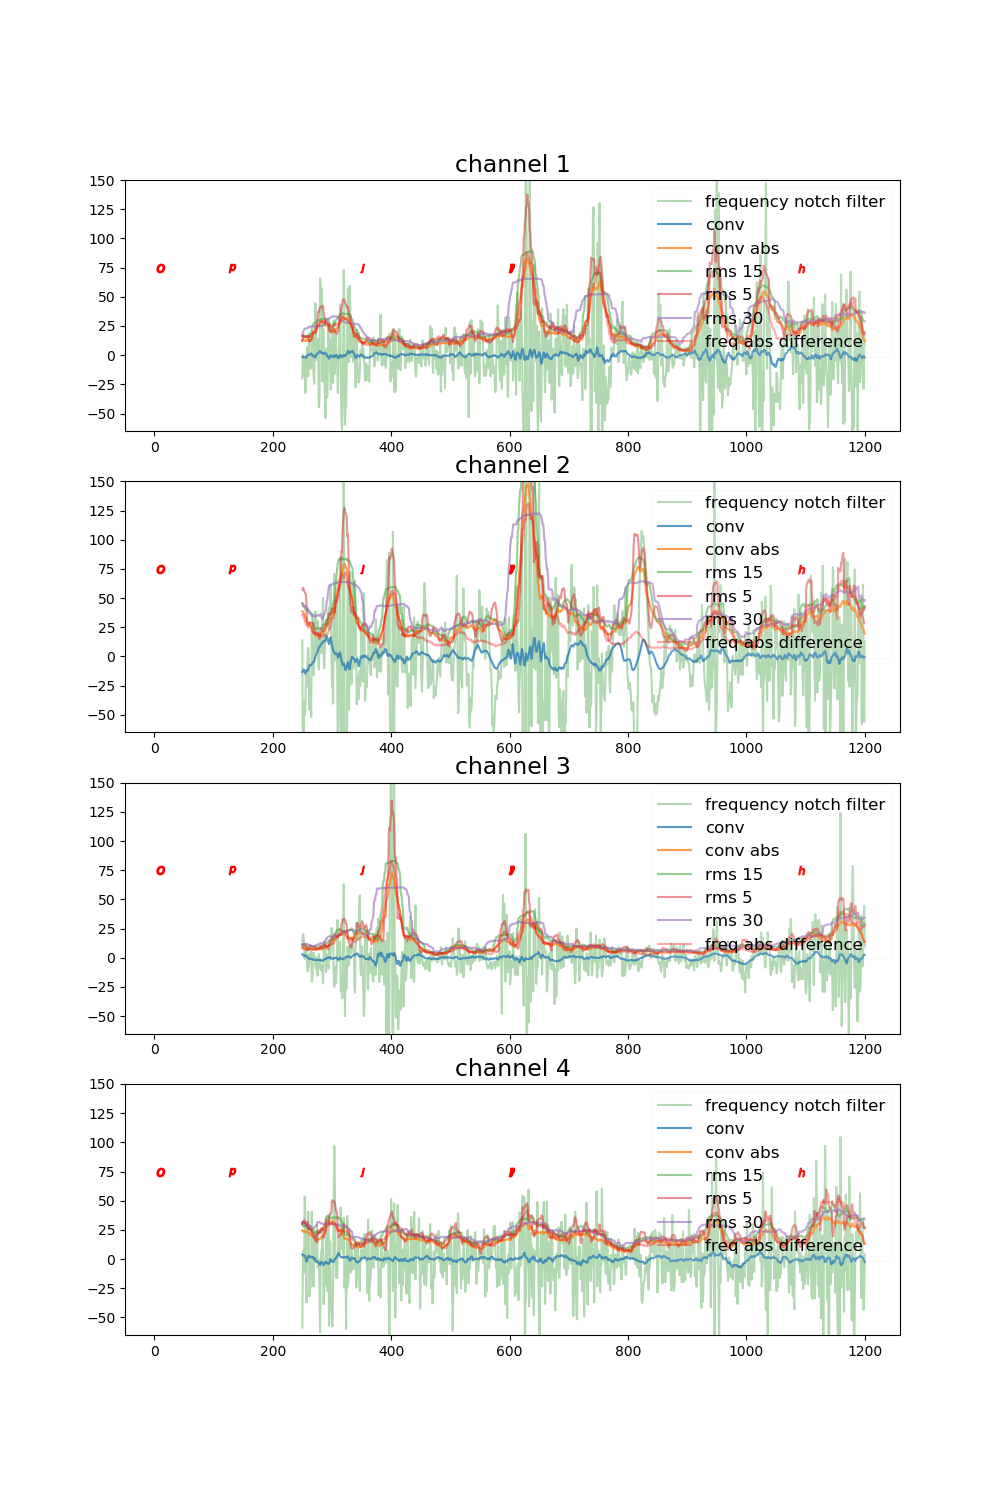 channel 1
150
125
100
75
50
25
0
−25
−50
o p J , h
frequency notch filter
conv
conv abs
rms 15
rms 5
rms 30
freq abs difference
0 200 400 600 800 1000 1200
channel 2
150
125
100
75
50
25
0
−25
−50
o p J , h
frequency notch filter
conv
conv abs
rms 15
rms 5
rms 30
freq abs difference
0 200 400 600 800 1000 1200
channel 3
150
125
100
75
50
25
0
−25
−50
o p J , h
frequency notch filter
conv
conv abs
rms 15
rms 5
rms 30
freq abs difference
0 200 400 600 800 1000 1200
channel 4
150
125
100
75
50
25
0
−25
−50
o p J , h
frequency notch filter
conv
conv abs
rms 15
rms 5
rms 30
freq abs difference
0 200 400 600 800 1000 1200